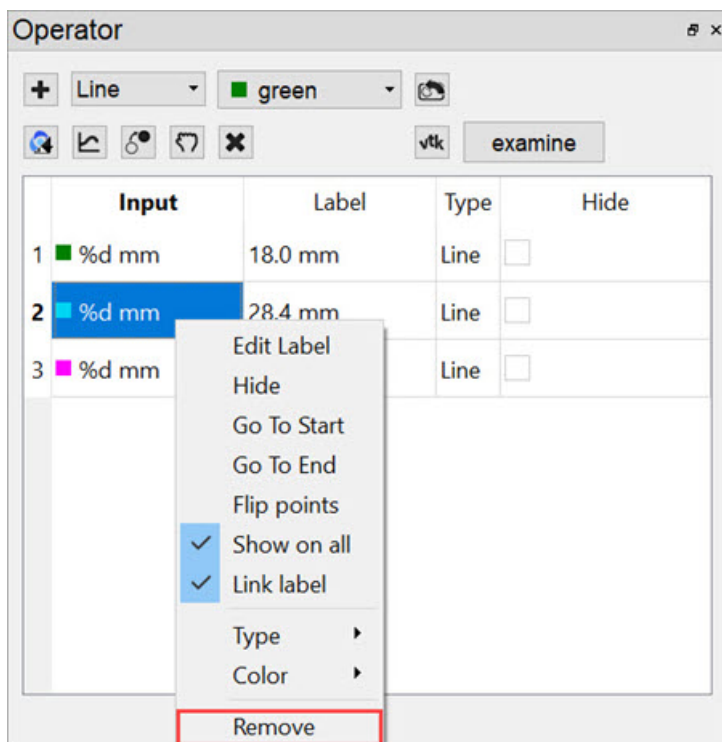 Operator
Line green
vtk examine
Input Label Type Hide
1 %d mm 18.0 mm Line
2 %d mm 28.4 mm Line
3 %d mm Line
Edit Label
Hide
Go To Start
Go To End
Flip points
Show on all
Link label
Type
Color
Remove